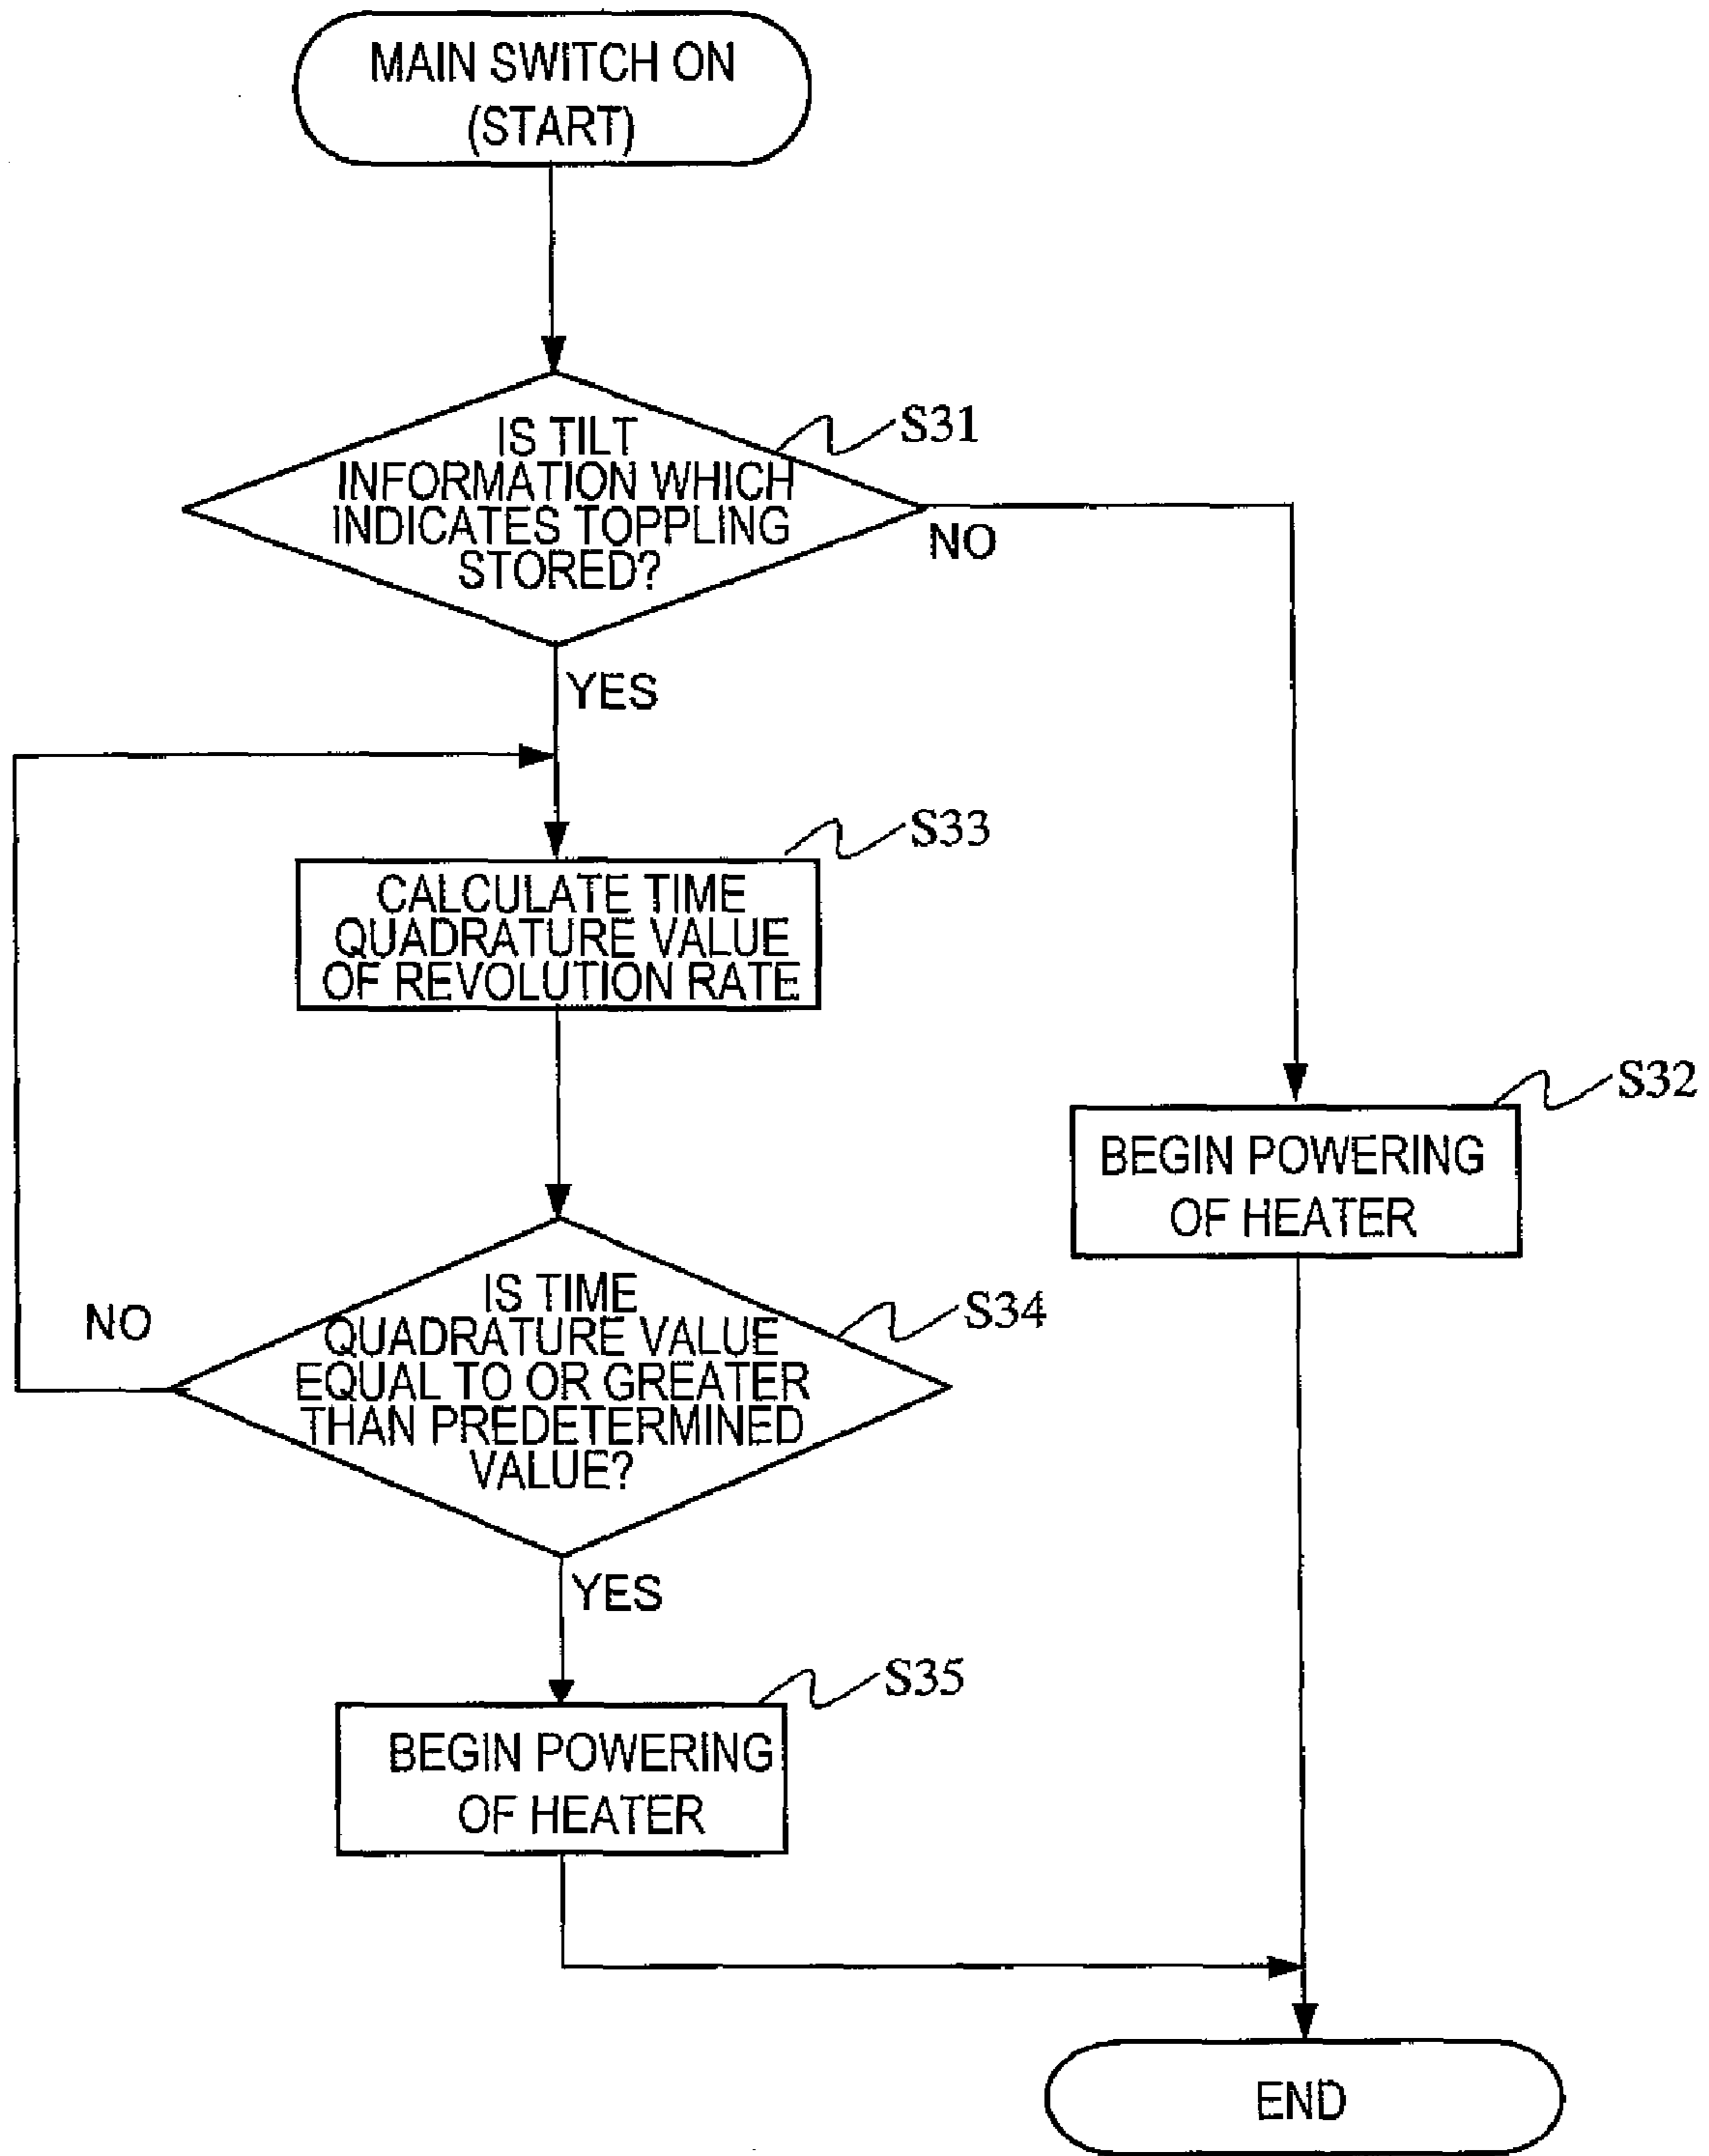 MAIN SWITCH ON
(START)
IS TILT
INFORMATION WHICH
INDICATES TOPPLING
STORED?
S31
NO
YES
S33
CALCULATE TIME
QUADRATURE VALUE
OF REVOLUTION RATE
S32
BEGIN POWERING
OF HEATER
IS TIME
QUADRATURE VALUE
EQUAL TO OR GREATER
THAN PREDETERMINED
VALUE?
S34
NO
YES
S35
BEGIN POWERING
OF HEATER
END